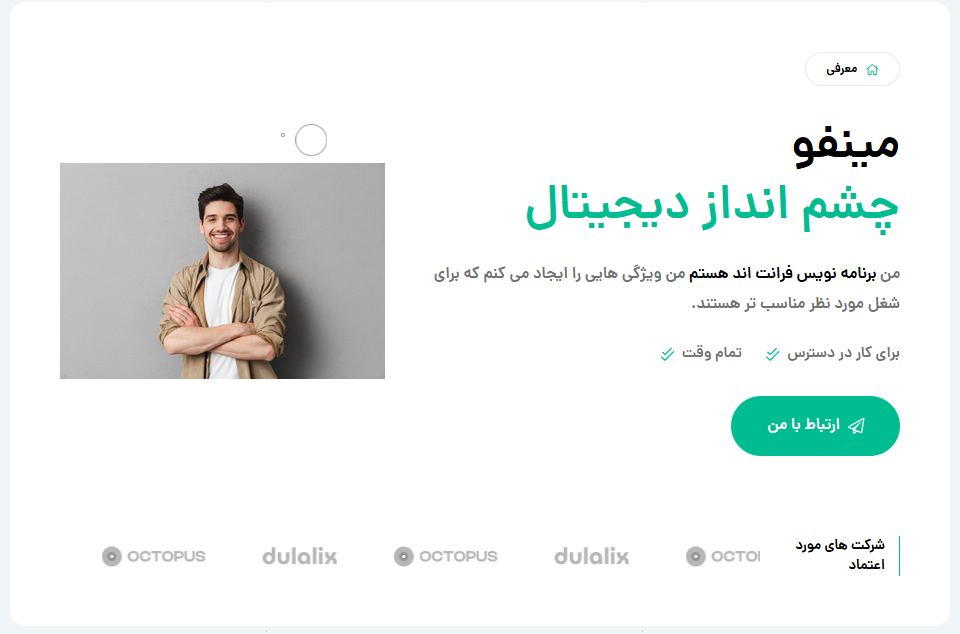 معرفی
مینفو
چشم انداز دیجیتال
من برنامه نویس فرانت اند هستم من ویژگی هایی را ایجاد می کنم که برای
شغل مورد نظر مناسب تر هستند.
برای کار در دسترس
تمام وقت
ارتباط با من
شرکت های مورد
اعتماد
OCTOPUS
dulalix
OCTOPUS
dulalix
OCTO